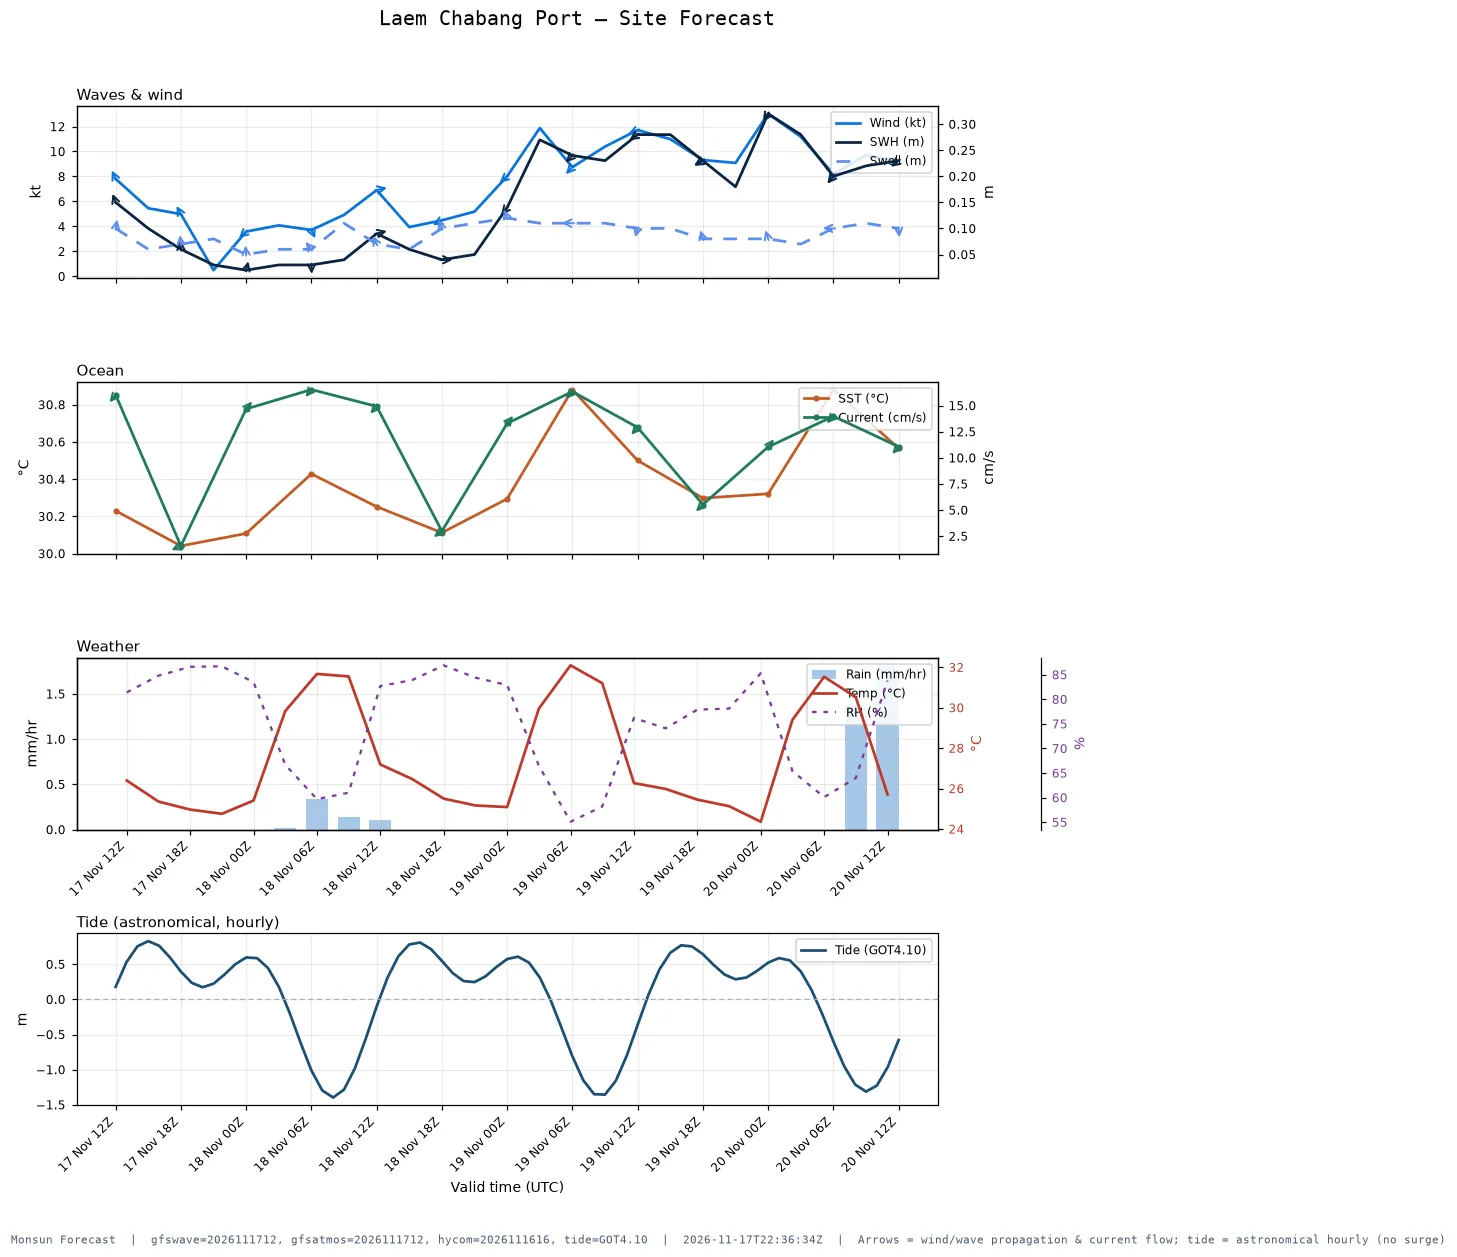 Laem Chabang Port — Site Forecast
Waves & wind
12
10
8
6
4
2
0
kt
Wind (kt)
SWH (m)
Swell (m)
0.30
0.25
0.20
0.15
0.10
0.05
m
Ocean
30.8
30.6
30.4
30.2
30.0
°C
SST (°C)
Current (cm/s)
15.0
12.5
10.0
7.5
5.0
2.5
cm/s
Weather
1.5
1.0
0.5
0.0
mm/hr
Rain (mm/hr)
Temp (°C)
RH (%)
32
30
28
26
24
°C
85
80
75
70
65
60
55
%
17 Nov 12Z
17 Nov 18Z
18 Nov 00Z
18 Nov 06Z
18 Nov 12Z
18 Nov 18Z
19 Nov 00Z
19 Nov 06Z
19 Nov 12Z
19 Nov 18Z
20 Nov 00Z
20 Nov 06Z
20 Nov 12Z
Tide (astronomical, hourly)
0.5
0.0
−0.5
−1.0
−1.5
m
Tide (GOT4.10)
17 Nov 12Z
17 Nov 18Z
18 Nov 00Z
18 Nov 06Z
18 Nov 12Z
18 Nov 18Z
19 Nov 00Z
19 Nov 06Z
19 Nov 12Z
19 Nov 18Z
20 Nov 00Z
20 Nov 06Z
20 Nov 12Z
Valid time (UTC)
Monsun Forecast | gfswave=2026111712, gfsatmos=2026111712, hycom=2026111616, tide=GOT4.10 | 2026-11-17T22:36:34Z | Arrows = wind/wave propagation & current flow; tide = astronomical hourly (no surge)